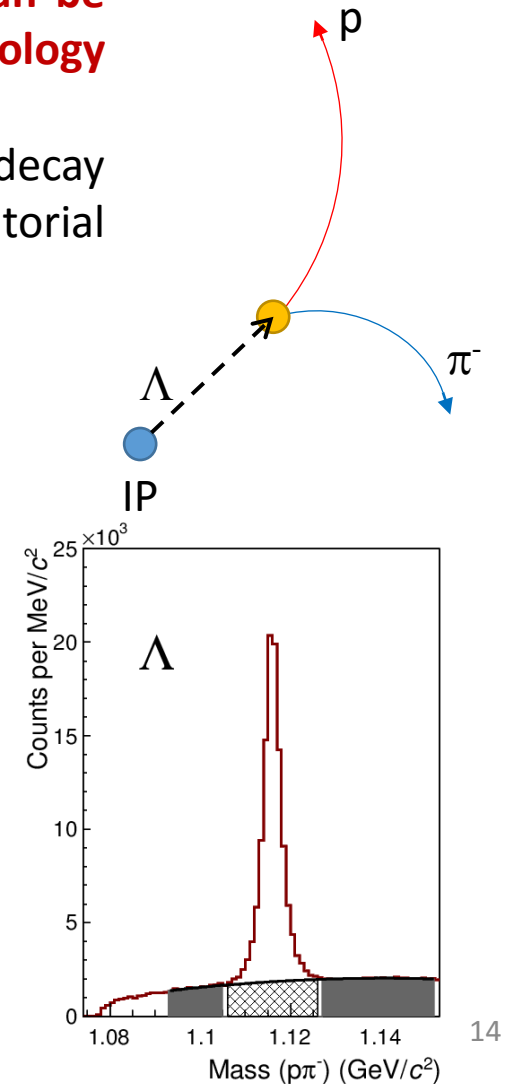 ology
decay
torial
p
π-
Λ
IP
×10³
25
20
15
10
5
0
Counts per MeV/c²
Λ
1.08 1.1 1.12 1.14
Mass (pπ-) (GeV/c²)
14